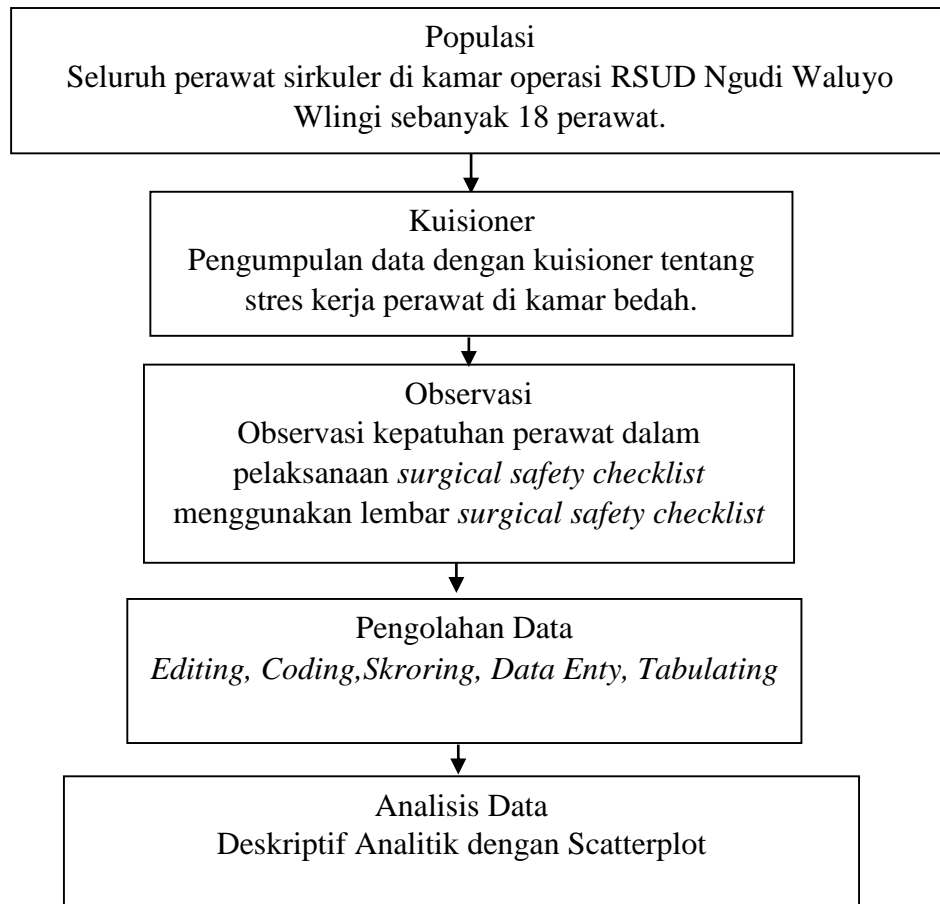 Populasi
Seluruh perawat sirkuler di kamar operasi RSUD Ngudi Waluyo
Wlingi sebanyak 18 perawat.
Kuisioner
Pengumpulan data dengan kuisioner tentang
stres kerja perawat di kamar bedah.
Observasi
Observasi kepatuhan perawat dalam
pelaksanaan surgical safety checklist
menggunakan lembar surgical safety checklist
Pengolahan Data
Editing, Coding,Skroring, Data Enty, Tabulating
Analisis Data
Deskriptif Analitik dengan Scatterplot